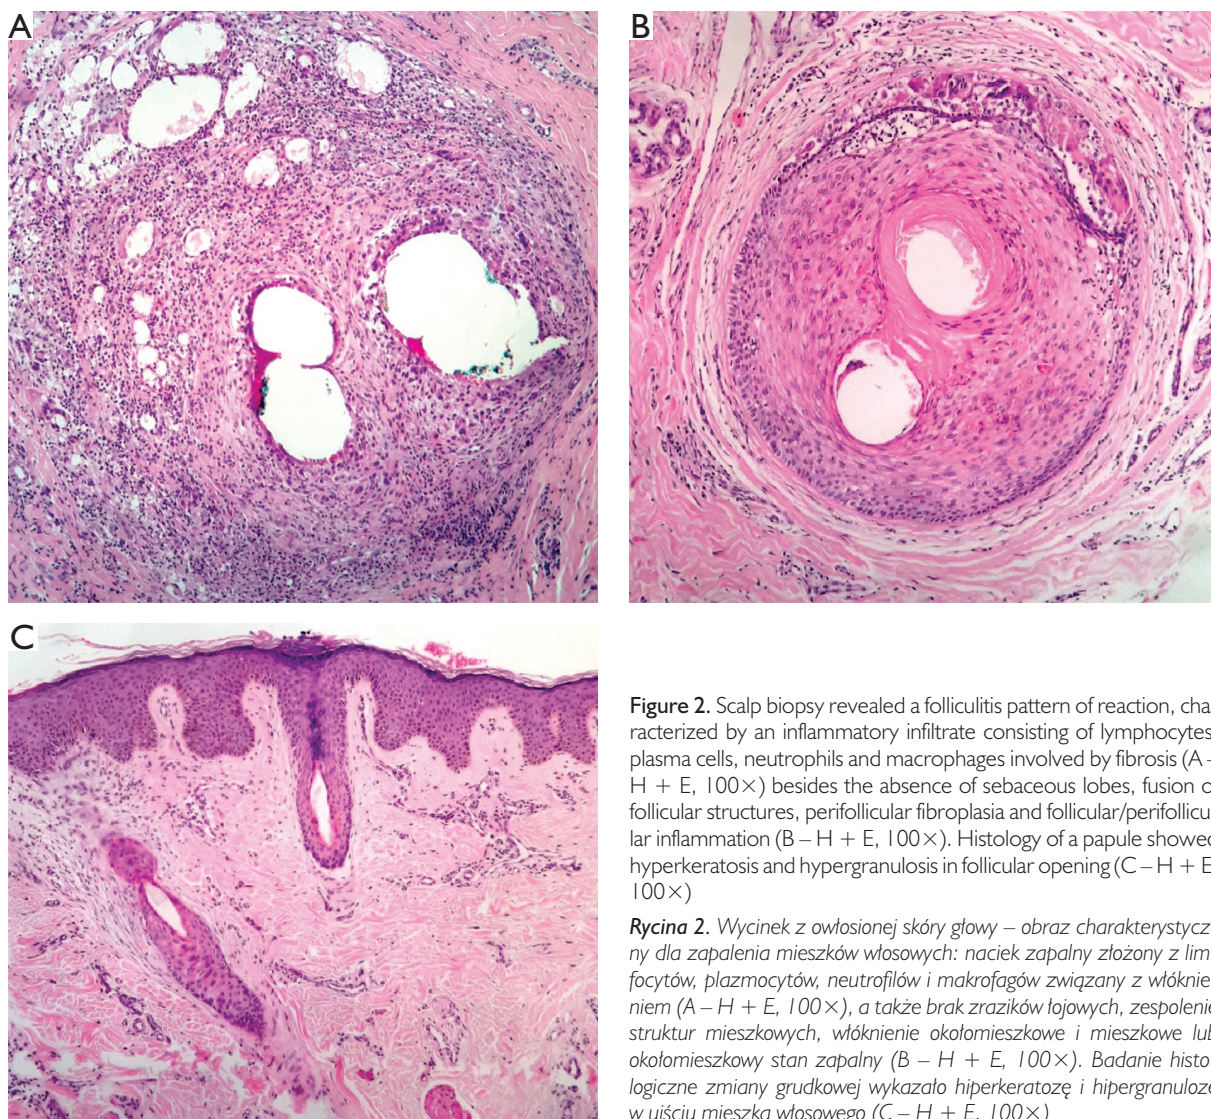 A
B
C
Figure 2. Scalp biopsy revealed a folliculitis pattern of reaction, cha
racterized by an inflammatory infiltrate consisting of lymphocytes
plasma cells, neutrophils and macrophages involved by fibrosis (A –
H + E, 100×) besides the absence of sebaceous lobes, fusion o
follicular structures, perifollicular fibroplasia and follicular/perifollicu
lar inflammation (B – H + E, 100×). Histology of a papule showed
hyperkeratosis and hypergranulosis in follicular opening (C – H + E
100×)
Rycina 2. Wycinek z owłosionej skóry głowy – obraz charakterystycz
ny dla zapalenia mieszków włosowych: naciek zapalny złożony z lim
focytów, plazmocytów, neutrofilów i makrofagów związany z włóknie
niem (A – H + E, 100×), a także brak zrazików łojowych, zespolenie
struktur mieszkowych, włóknienie okołomieszkowe i mieszkowe lub
okołomieszkowy stan zapalny (B – H + E, 100×). Badanie histo
logiczne zmiany grudkowej wykazało hiperkeratozę i hipergranulozę
w ujściu mieszka włosowego (C – H + E, 100×)